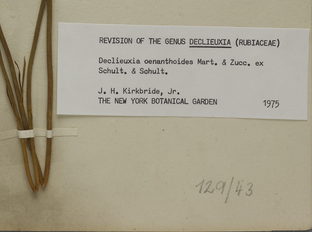 REVISION OF THE GENUS DECLIEUXIA (RUBIACEAE)
Declieuxia oenanthoides Mart. & Zucc. ex
Schult. & Schult.
J. H. Kirkbride, Jr.
THE NEW YORK BOTANICAL GARDEN 1975
129/43